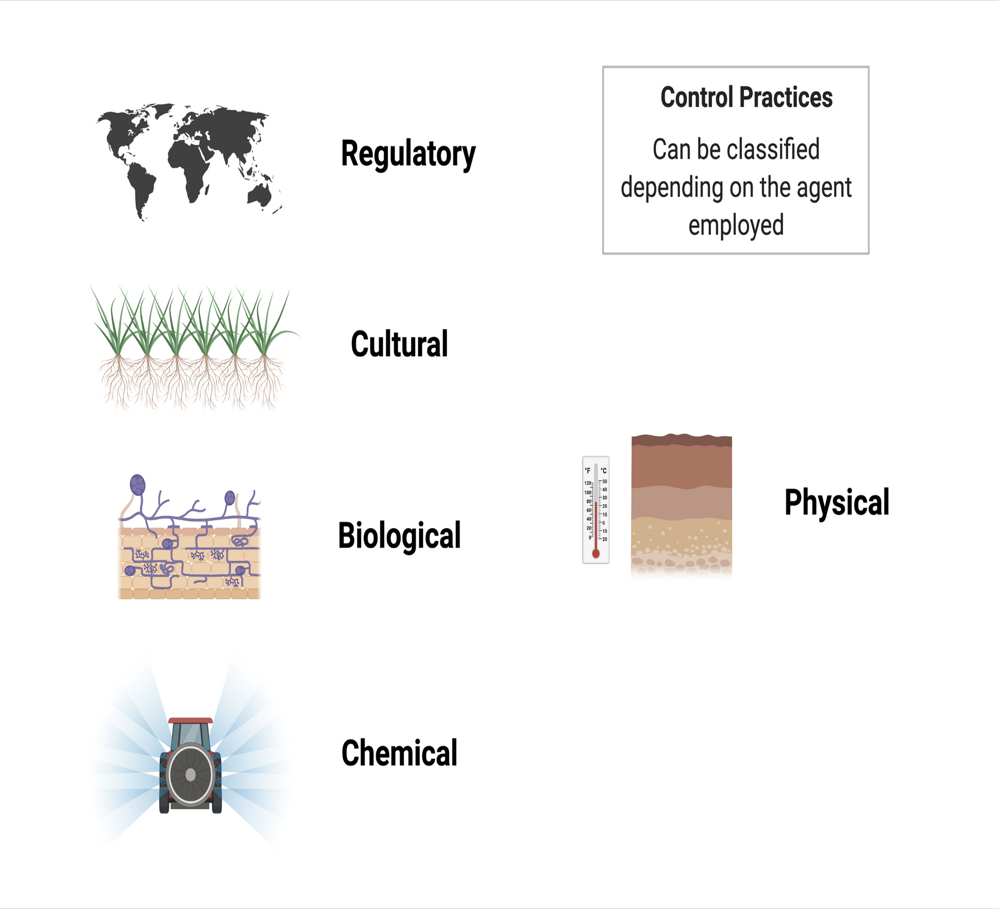 Regulatory
Control Practices
Can be classified
depending on the agent
employed
Cultural
Biological
°F °C
Physical
Chemical